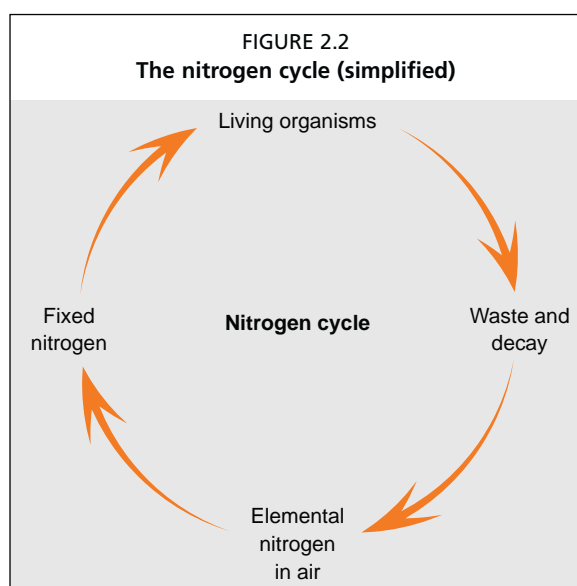 FIGURE 2.2
The nitrogen cycle (simplified)
Living organisms
Fixed
nitrogen
Nitrogen cycle
Waste and
decay
Elemental
nitrogen
in air